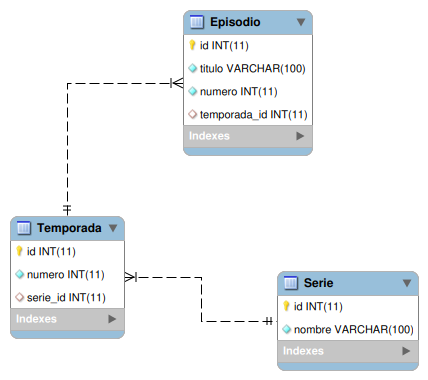 Episodio
id INT(11)
titulo VARCHAR(100)
numero INT(11)
temporada_id INT(11)
Indexes
Temporada
id INT(11)
numero INT(11)
serie_id INT(11)
Indexes
Serie
id INT(11)
nombre VARCHAR(100)
Indexes